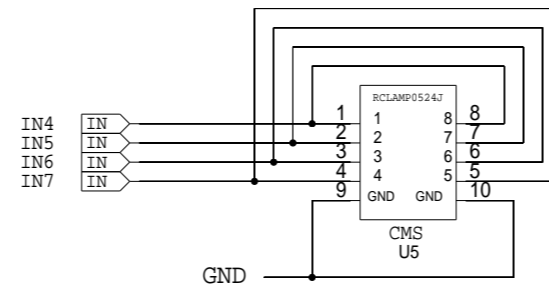 RCLAMP0524J
IN4 IN 1 1 8 8
IN5 IN 2 2 7 7
IN6 IN 3 3 6 6
IN7 IN 4 4 5 5
9 GND GND 10
CMS
U5
GND